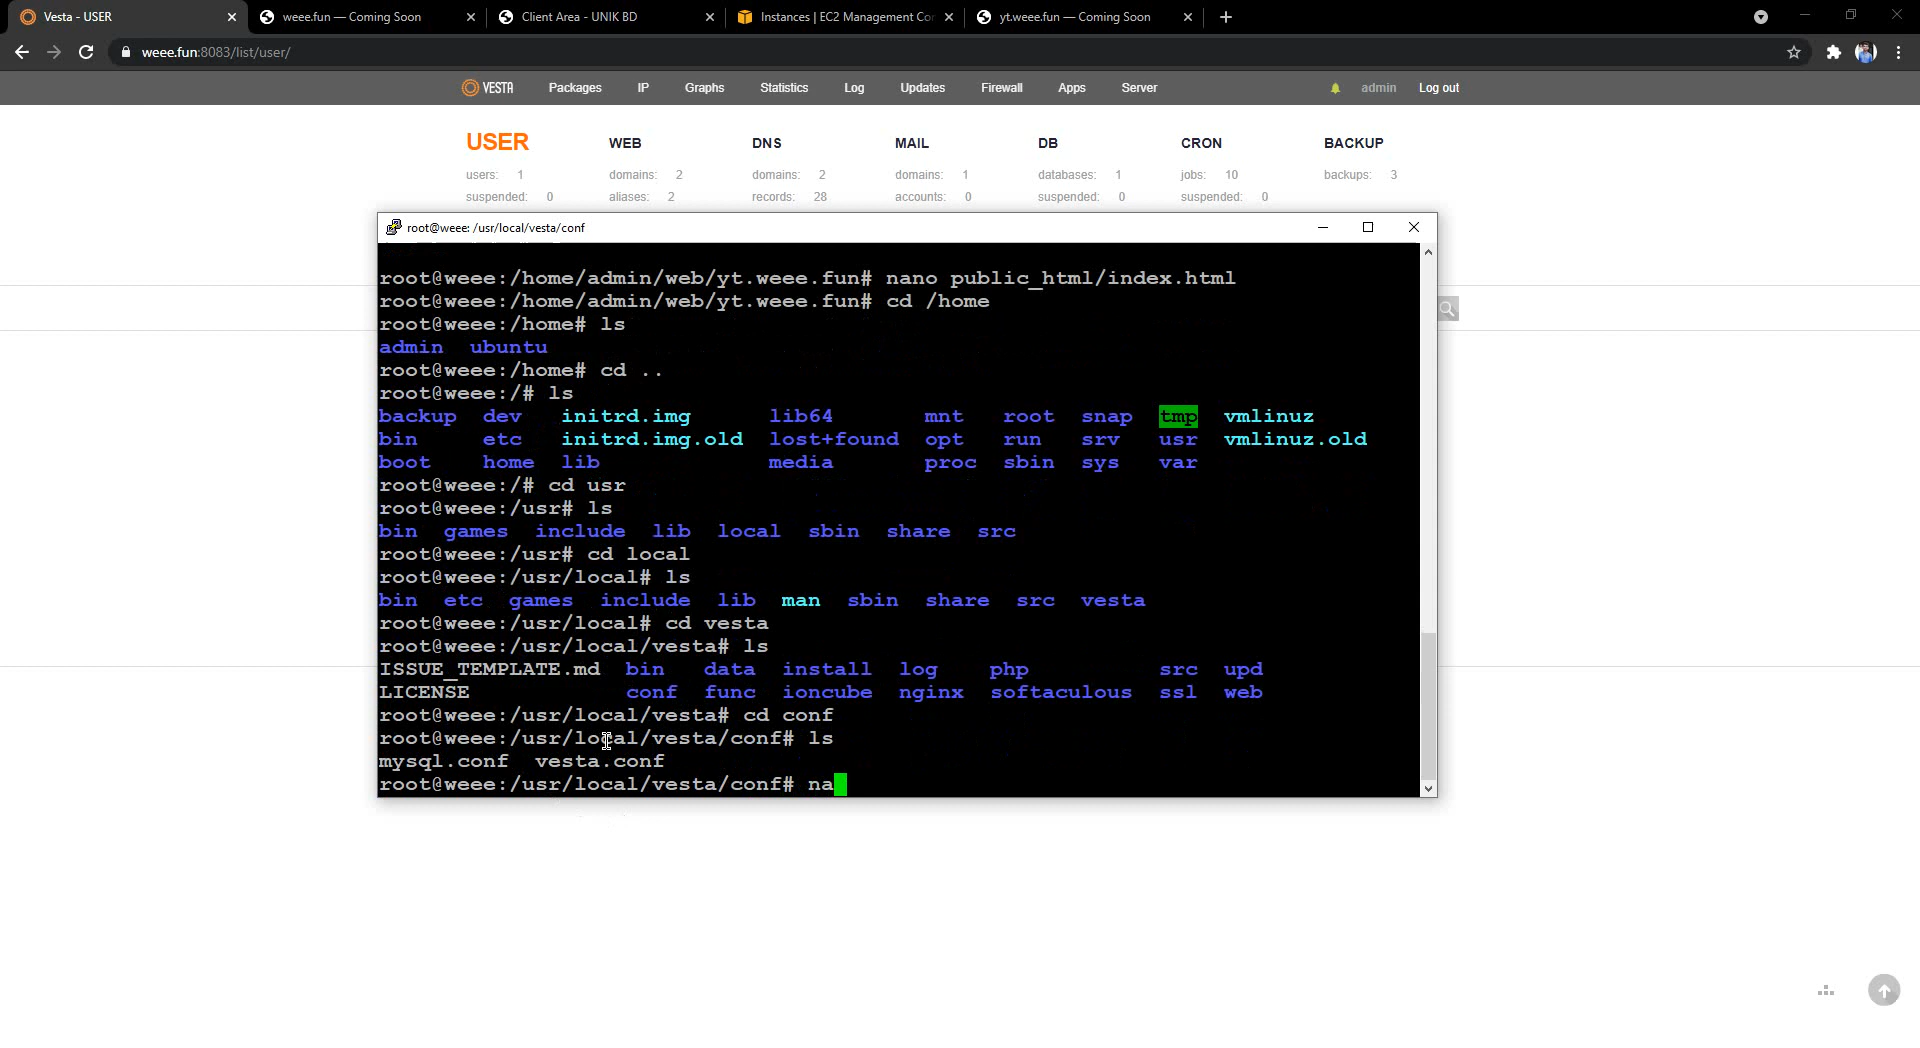 Vesta - USER
weee.fun — Coming Soon
Client Area - UNIK BD
Instances | EC2 Management Cor
yt.weee.fun — Coming Soon
weee.fun:8083/list/user/
VESTA Packages IP Graphs Statistics Log Updates Firewall Apps Server admin Log out
USER WEB DNS MAIL DB CRON BACKUP
users: 1 domains: 2 domains: 2 domains: 1 databases: 1 jobs: 10 backups: 3
suspended: 0 aliases: 2 records: 28 accounts: 0 suspended: 0 suspended: 0
root@weee: /usr/local/vesta/conf
root@weee:/home/admin/web/yt.weee.fun# nano public_html/index.html
root@weee:/home/admin/web/yt.weee.fun# cd /home
root@weee:/home# ls
admin ubuntu
root@weee:/home# cd ..
root@weee:/# ls
backup dev initrd.img lib64 mnt root snap tmp vmlinuz
bin etc initrd.img.old lost+found opt run srv usr vmlinuz.old
boot home lib media proc sbin sys var
root@weee:/# cd usr
root@weee:/usr# ls
bin games include lib local sbin share src
root@weee:/usr# cd local
root@weee:/usr/local# ls
bin etc games include lib man sbin share src vesta
root@weee:/usr/local# cd vesta
root@weee:/usr/local/vesta# ls
ISSUE_TEMPLATE.md bin data install log php src upd
LICENSE conf func ioncube nginx softaculous ssl web
root@weee:/usr/local/vesta# cd conf
root@weee:/usr/local/vesta/conf# ls
mysql.conf vesta.conf
root@weee:/usr/local/vesta/conf# na